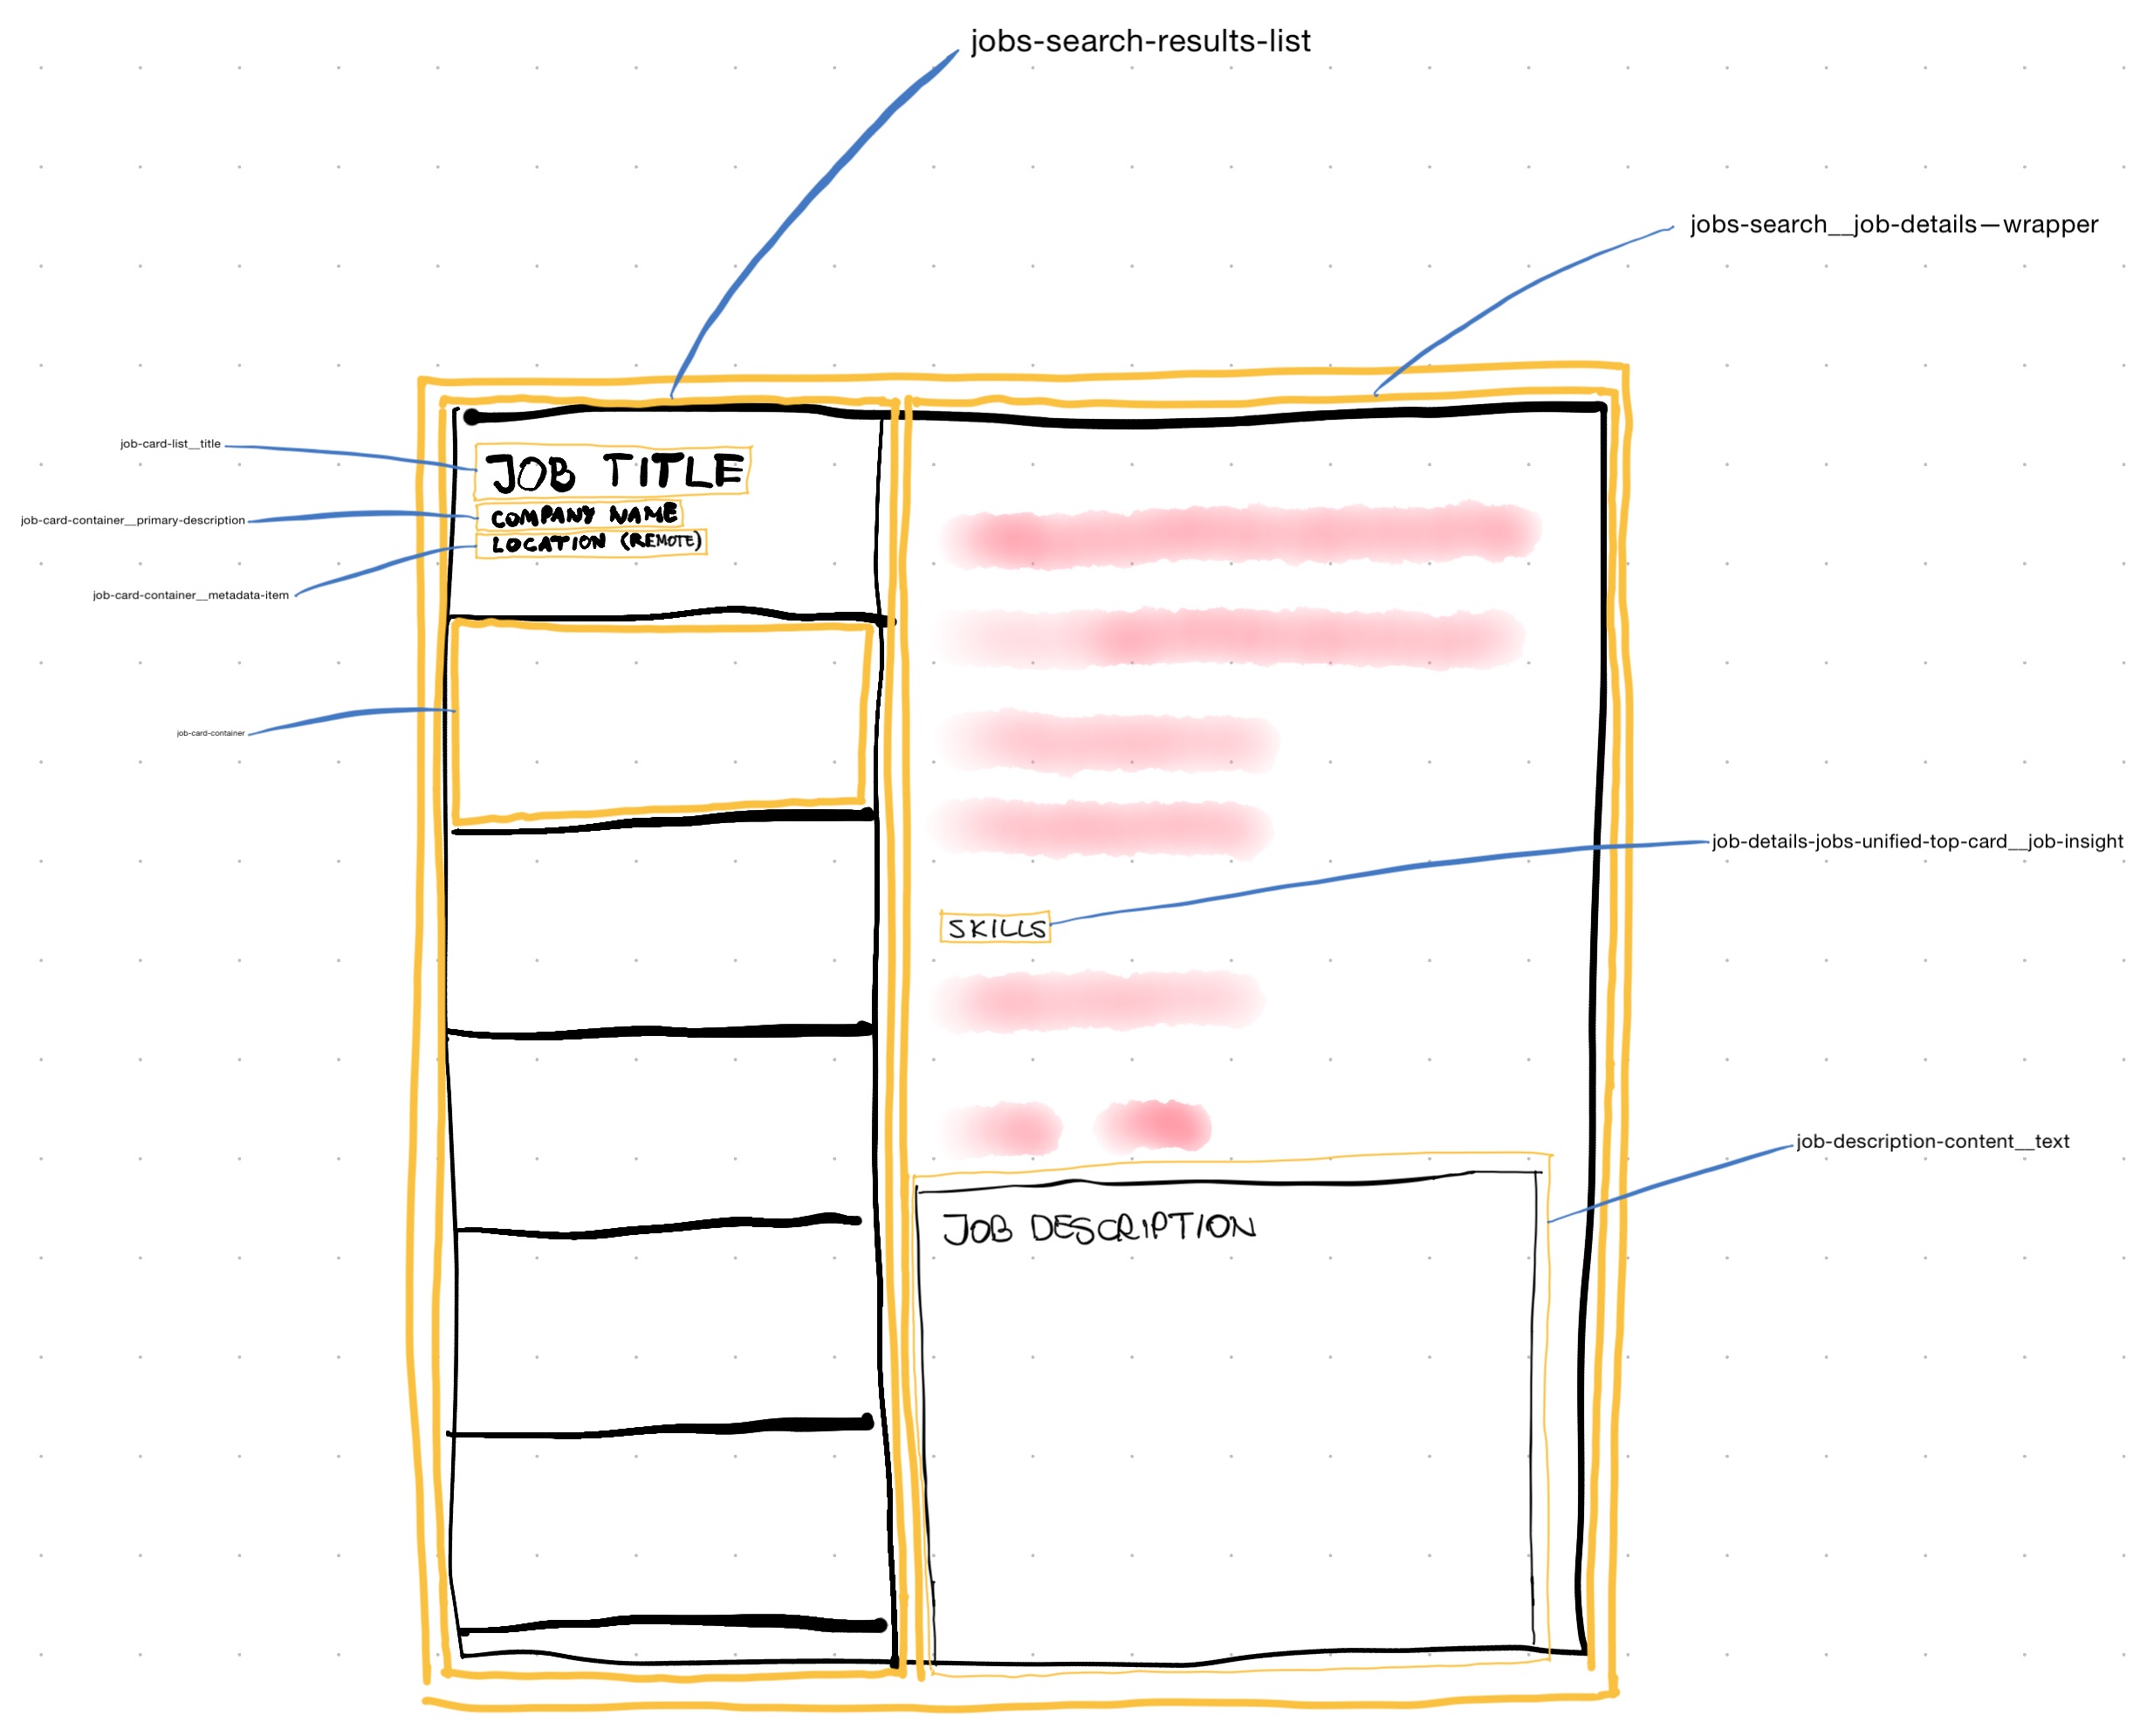 jobs-search-results-list
jobs-search__job-details—wrapper
job-card-list__title
JOB TITLE
job-card-container__primary-description
COMPANY NAME
LOCATION (REMOTE)
job-card-container__metadata-item
job-card-container
job-details-jobs-unified-top-card__job-insight
SKILLS
job-description-content__text
JOB DESCRIPTION